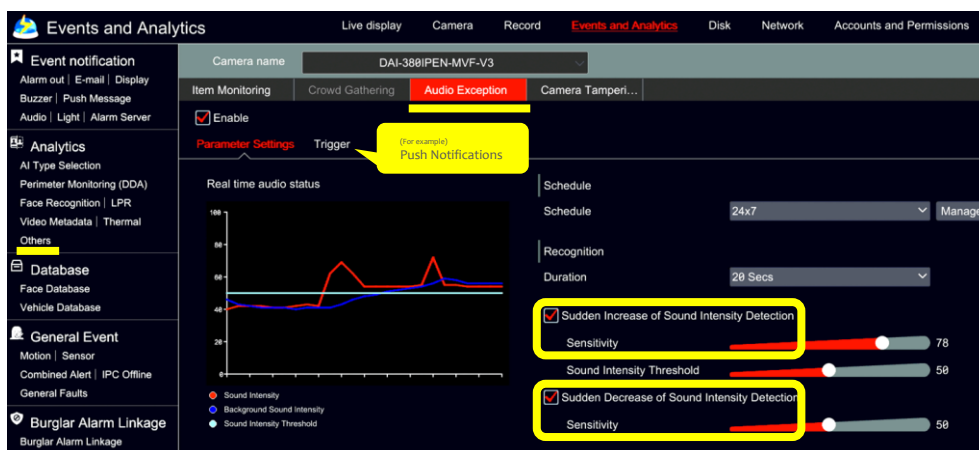 Events and Analytics
Live display Camera Record Events and Analytics Disk Network Accounts and Permissions
Event notification
Alarm out | E-mail | Display
Buzzer | Push Message
Audio | Light | Alarm Server
Analytics
AI Type Selection
Perimeter Monitoring (DDA)
Face Recognition | LPR
Video Metadata | Thermal
Others
Database
Face Database
Vehicle Database
General Event
Motion | Sensor
Combined Alert | IPC Offline
General Faults
Burglar Alarm Linkage
Burglar Alarm Linkage
Camera name DAI-380IPEN-MVF-V3
Item Monitoring Crowd Gathering Audio Exception Camera Tamperi...
Enable
Parameter Settings Trigger
(For example)
Push Notifications
Real time audio status
100
80
60
40
20
0
Sound Intensity
Background Sound Intensity
Sound Intensity Threshold
Schedule
Schedule 24x7 Manage
Recognition
Duration 20 Secs
Sudden Increase of Sound Intensity Detection
Sensitivity 78
Sound Intensity Threshold 50
Sudden Decrease of Sound Intensity Detection
Sensitivity 50